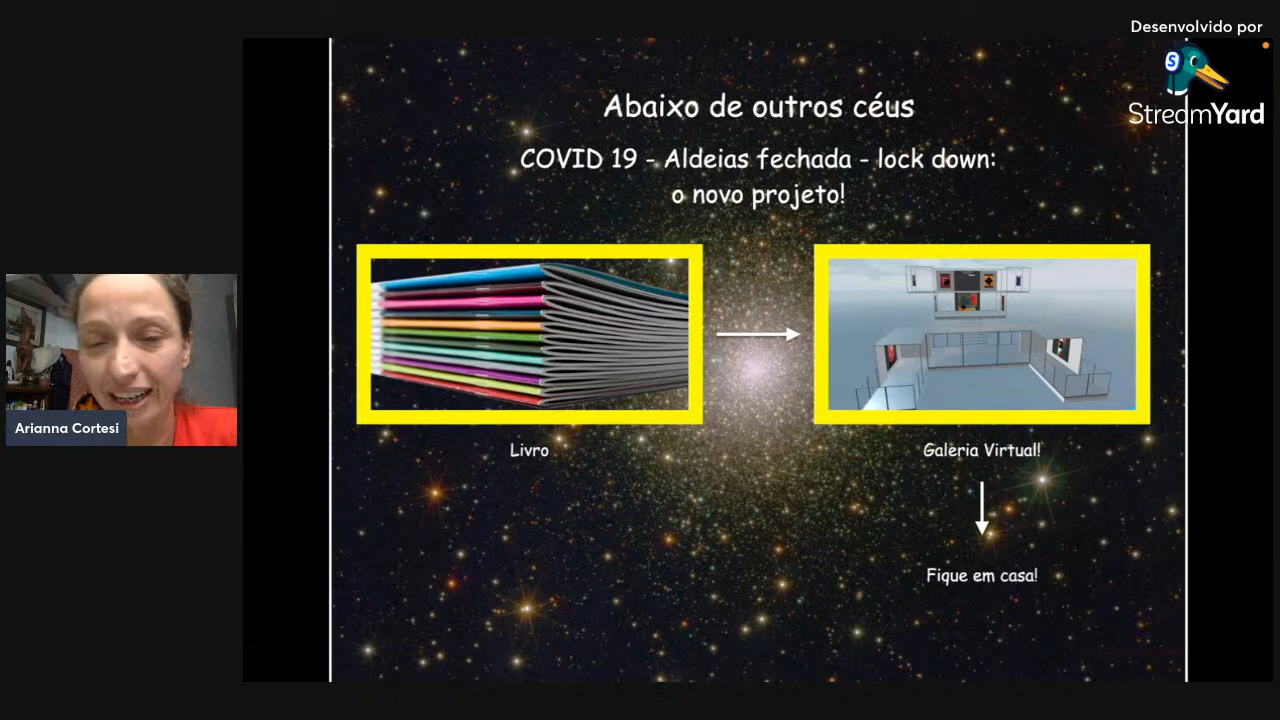 Desenvolvido por
StreamYard
Abaixo de outros céus
COVID 19 - Aldeias fechada - lock down:
o novo projeto!
Livro
Galeria Virtual!
Fique em casa!
Arianna Cortesi